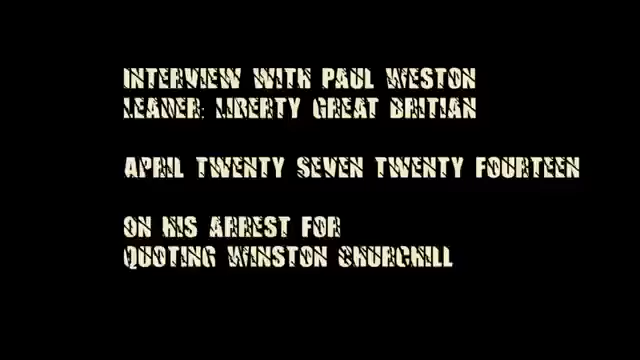 INTERVIEW WITH PAUL WESTON
LEADER: LIBERTY GREAT BRITIAN
APRIL TWENTY SEVEN TWENTY FOURTEEN
ON HIS ARREST FOR
QUOTING WINSTON CHURCHILL